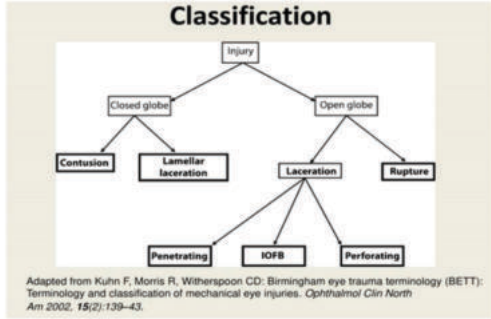 Classification
Injury
Closed globe
Open globe
Contusion
Lamellar
laceration
Laceration
Rupture
Penetrating
IOFB
Perforating
Adapted from Kuhn F, Morris R, Witherspoon CD: Birmingham eye trauma terminology (BETT):
Terminology and classification of mechanical eye injuries. Ophthalmol Clin North
Am 2002, 15(2):139–43.